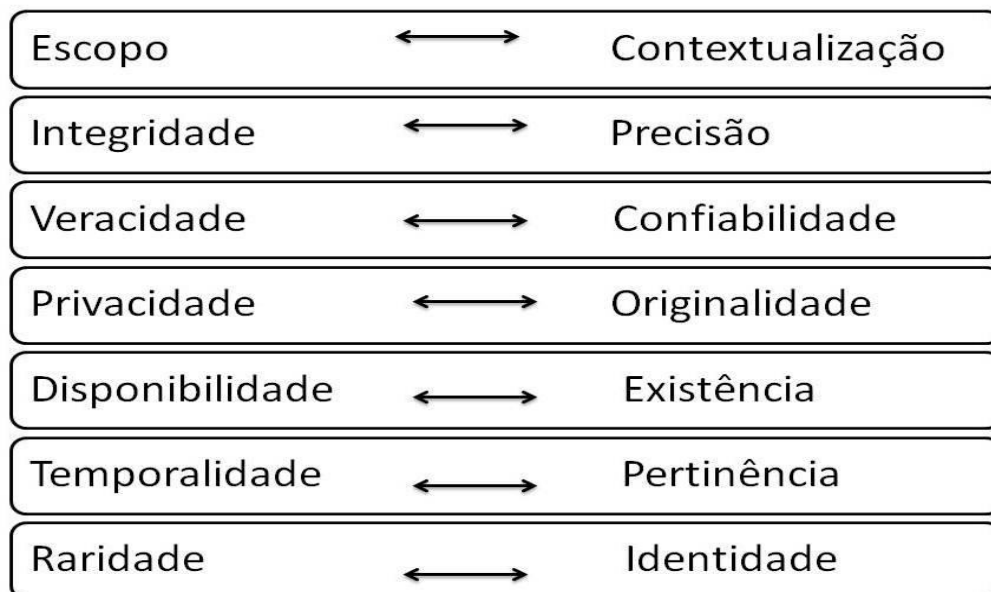 Escopo Contextualização
Integridade Precisão
Veracidade Confiabilidade
Privacidade Originalidade
Disponibilidade Existência
Temporalidade Pertinência
Raridade Identidade